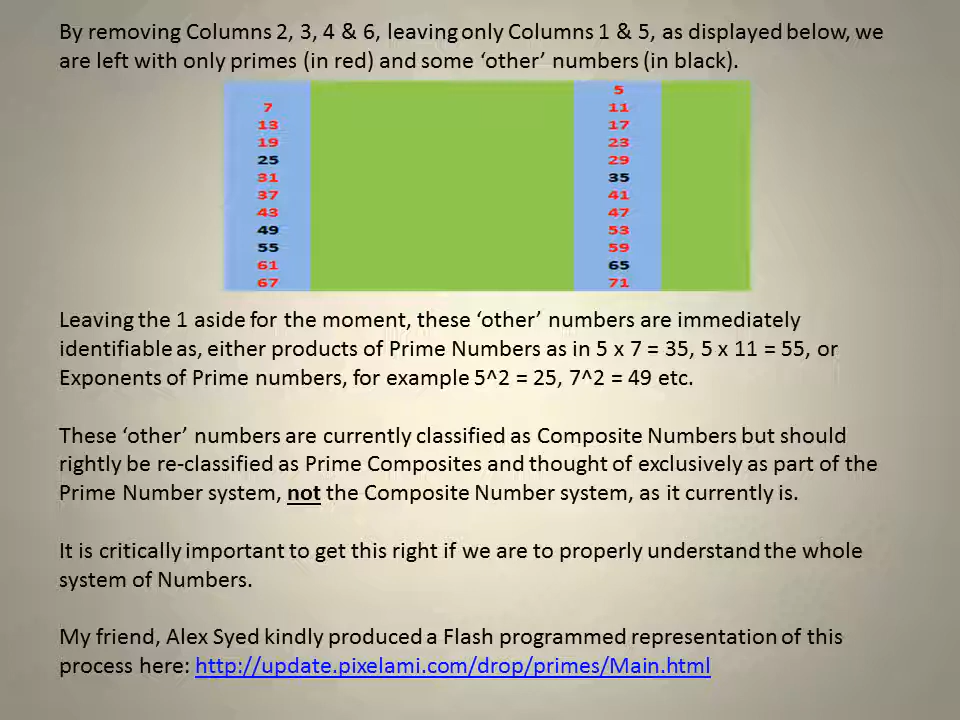 By removing Columns 2, 3, 4 & 6, leaving only Columns 1 & 5, as displayed below, we
are left with only primes (in red) and some ‘other’ numbers (in black).
5
7 11
13 17
19 23
25 29
31 35
37 41
43 47
49 53
55 59
61 65
67 71
Leaving the 1 aside for the moment, these ‘other’ numbers are immediately
identifiable as, either products of Prime Numbers as in 5 x 7 = 35, 5 x 11 = 55, or
Exponents of Prime numbers, for example 5^2 = 25, 7^2 = 49 etc.
These ‘other’ numbers are currently classified as Composite Numbers but should
rightly be re-classified as Prime Composites and thought of exclusively as part of the
Prime Number system, not the Composite Number system, as it currently is.
It is critically important to get this right if we are to properly understand the whole
system of Numbers.
My friend, Alex Syed kindly produced a Flash programmed representation of this
process here: http://update.pixelami.com/drop/primes/Main.html